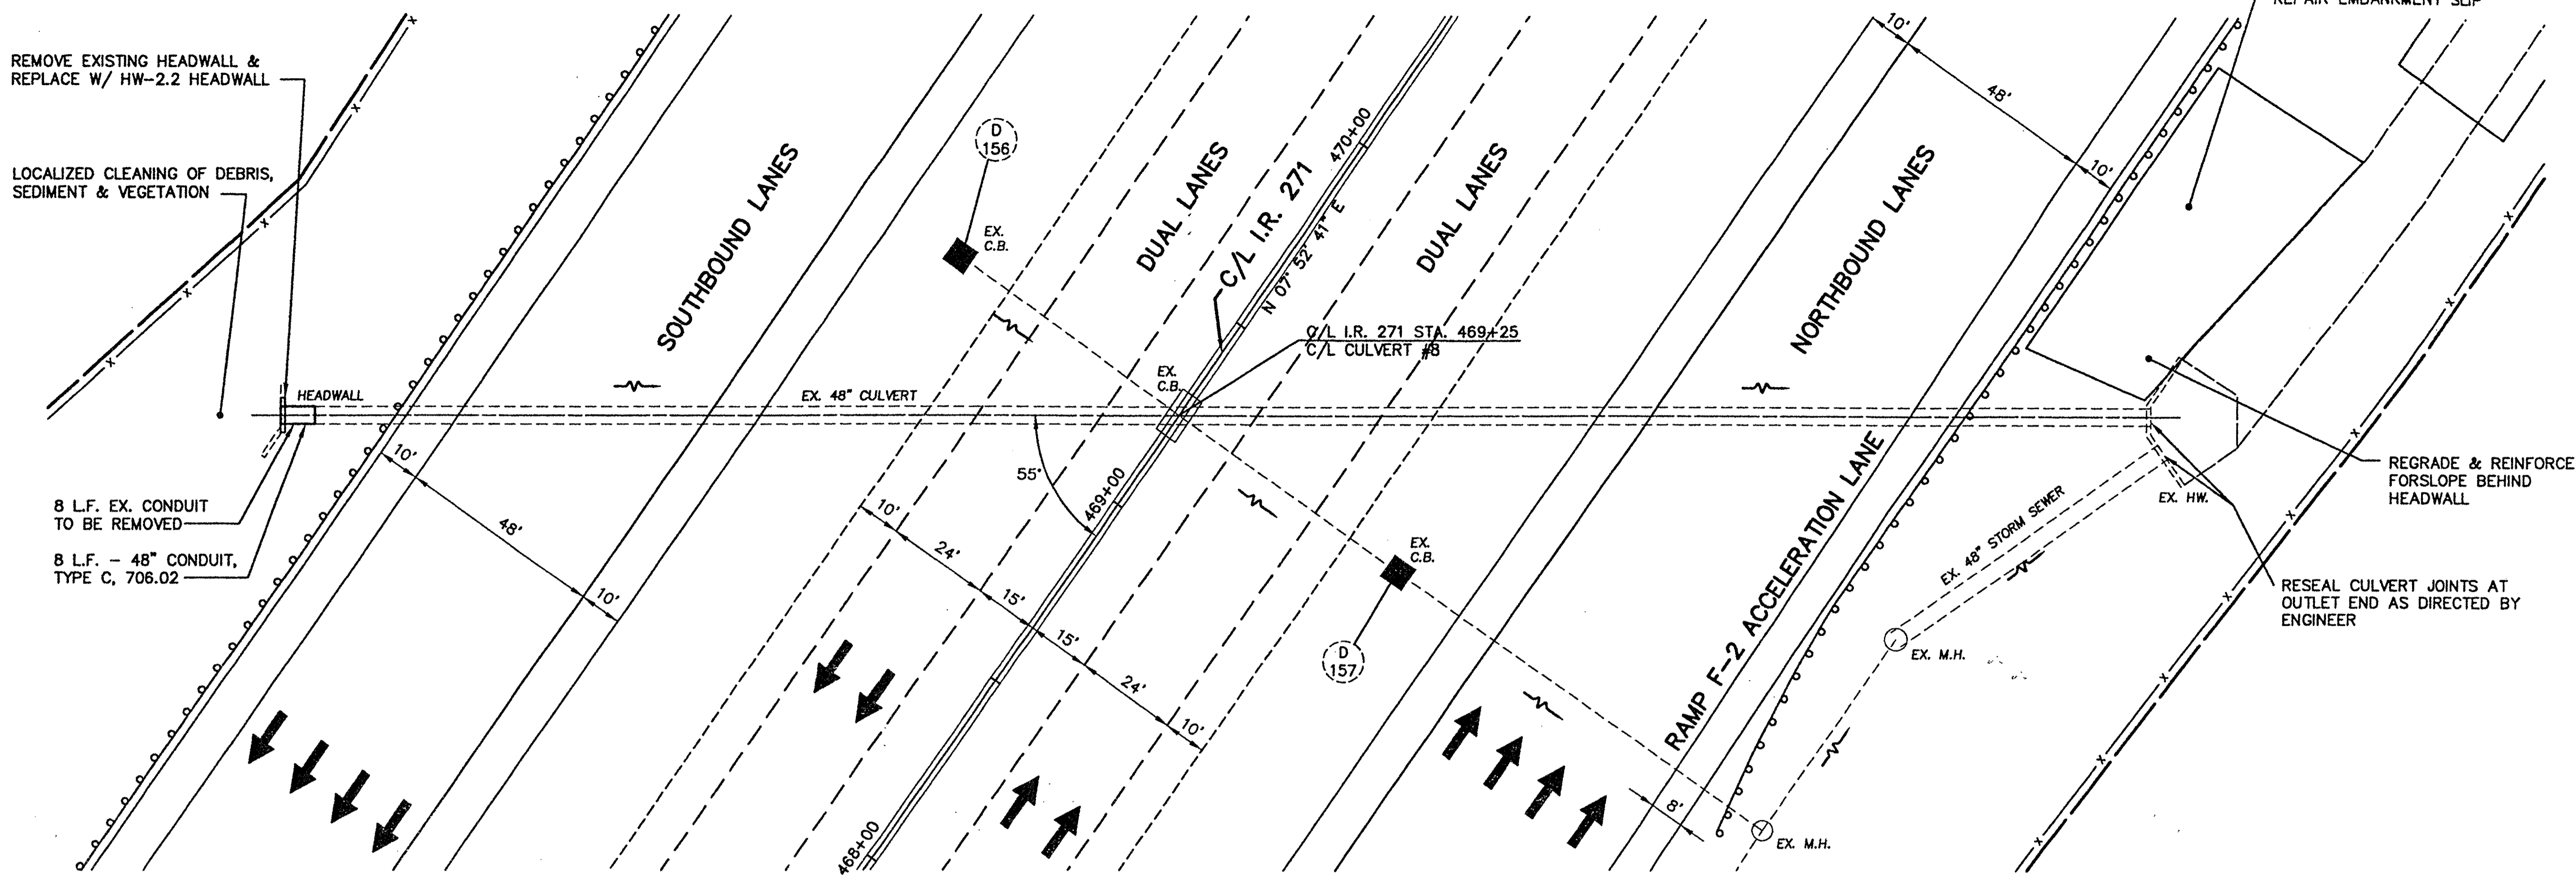 REPAIR EMBANKMENT SLIP
REMOVE EXISTING HEADWALL &
REPLACE W/ HW-2.2 HEADWALL
LOCALIZED CLEANING OF DEBRIS,
SEDIMENT & VEGETATION
HEADWALL
8 L.F. EX. CONDUIT
TO BE REMOVED
8 L.F. - 48" CONDUIT,
TYPE C, 706.02
10'
48'
10'
SOUTHBOUND LANES
EX. 48" CULVERT
D
156
EX.
C.B.
DUAL LANES
C/L I.R. 271
N 07° 52' 41" E
470+00
469+00
468+00
DUAL LANES
C/L I.R. 271 STA. 469+25
C/L CULVERT #8
EX.
C.B.
55°
10'
24'
15'
15'
24'
10'
EX.
C.B.
D
157
NORTHBOUND LANES
10'
48'
10'
RAMP F-2 ACCELERATION LANE
8'
EX. 48" STORM SEWER
EX. HW.
EX. M.H.
EX. M.H.
REGRADE & REINFORCE
FORSLOPE BEHIND
HEADWALL
RESEAL CULVERT JOINTS AT
OUTLET END AS DIRECTED BY
ENGINEER